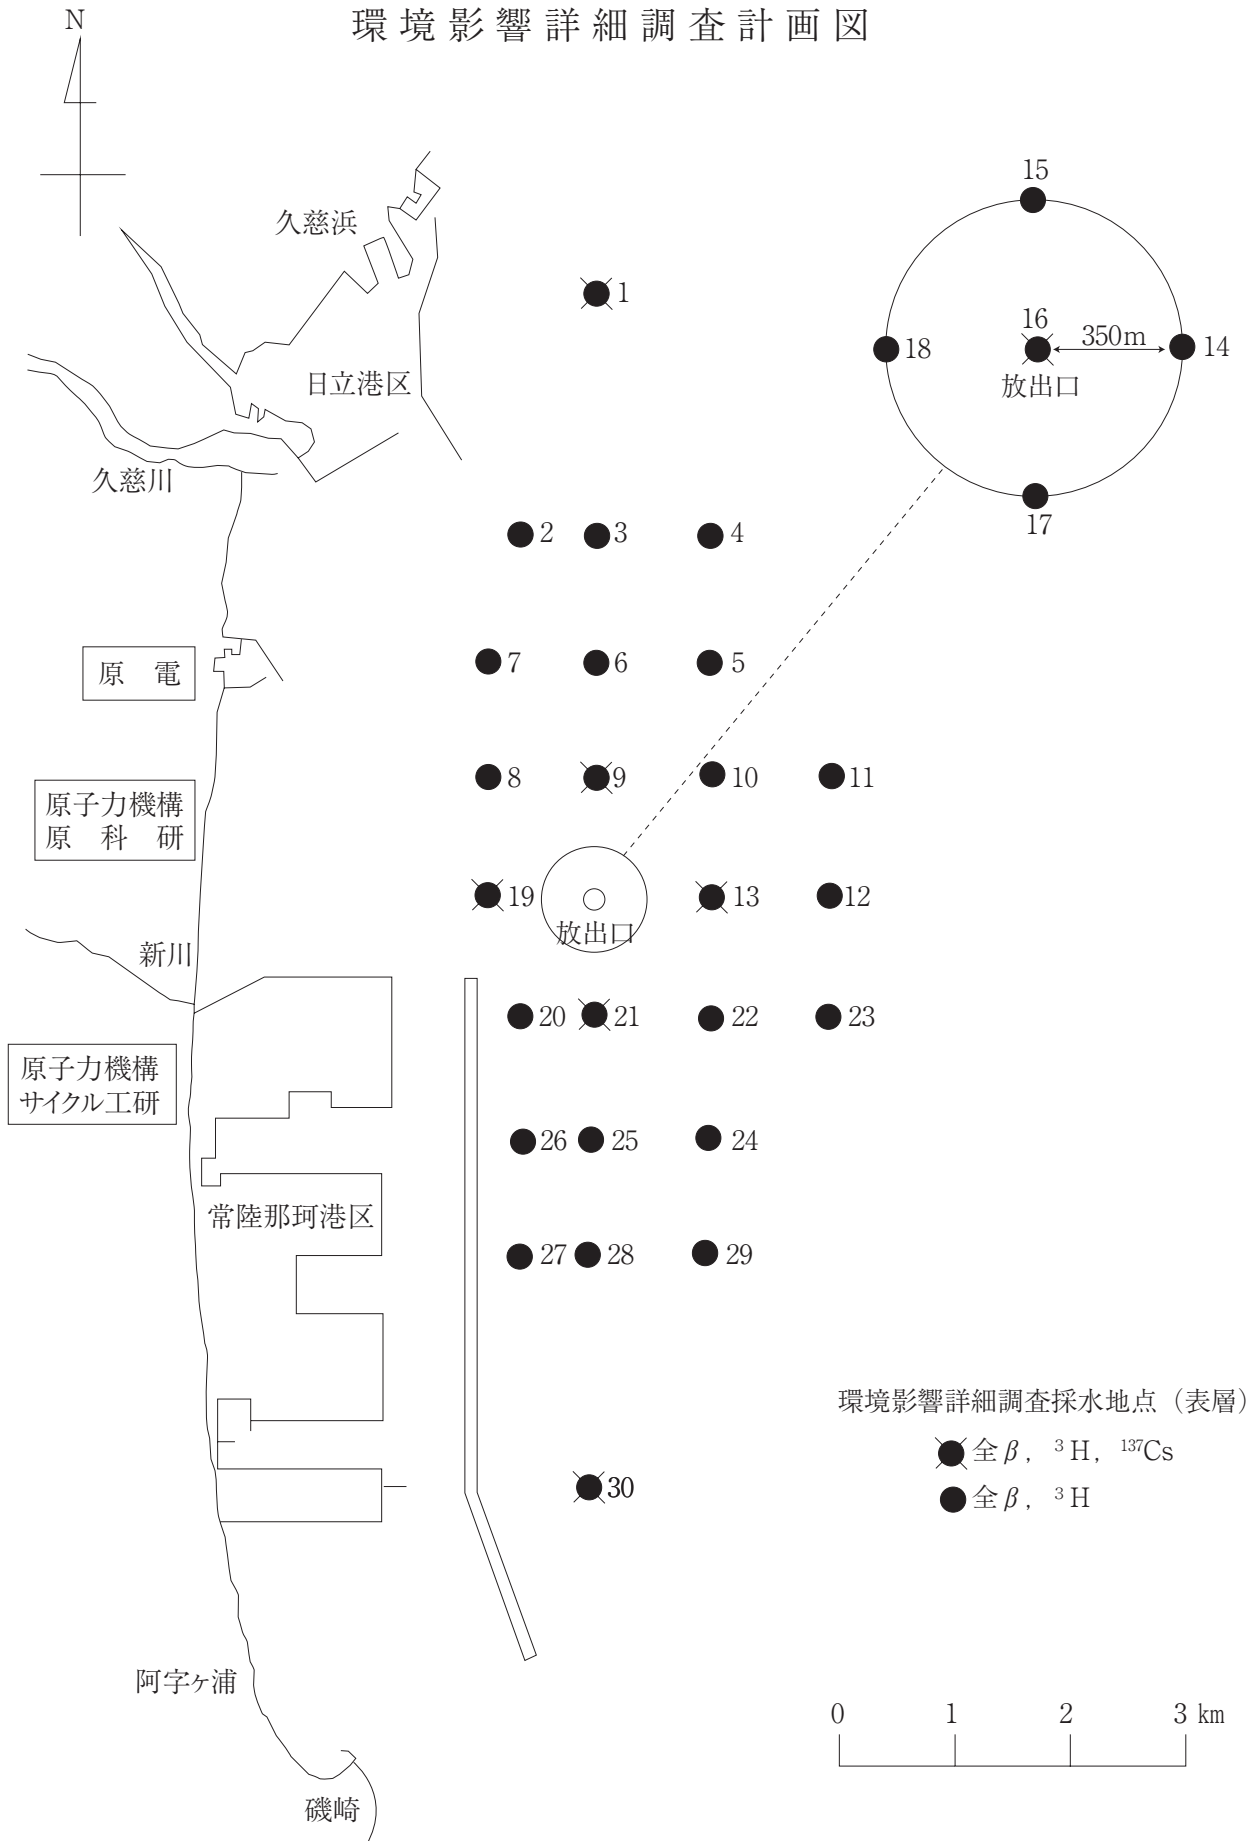 環境影響詳細調査計画図
N
久慈浜
15
1
16
350m
18
14
放出口
日立港区
久慈川
17
2
3
4
原電
7
6
5
原子力機構
原科研
8
9
10
11
19
13
12
放出口
新川
20
21
22
23
原子力機構
サイクル工研
26
25
24
常陸那珂港区
27
28
29
環境影響詳細調査採水地点（表層）
全β，³H，¹³⁷Cs
30
全β，³H
阿字ヶ浦
0 1 2 3 km
磯崎